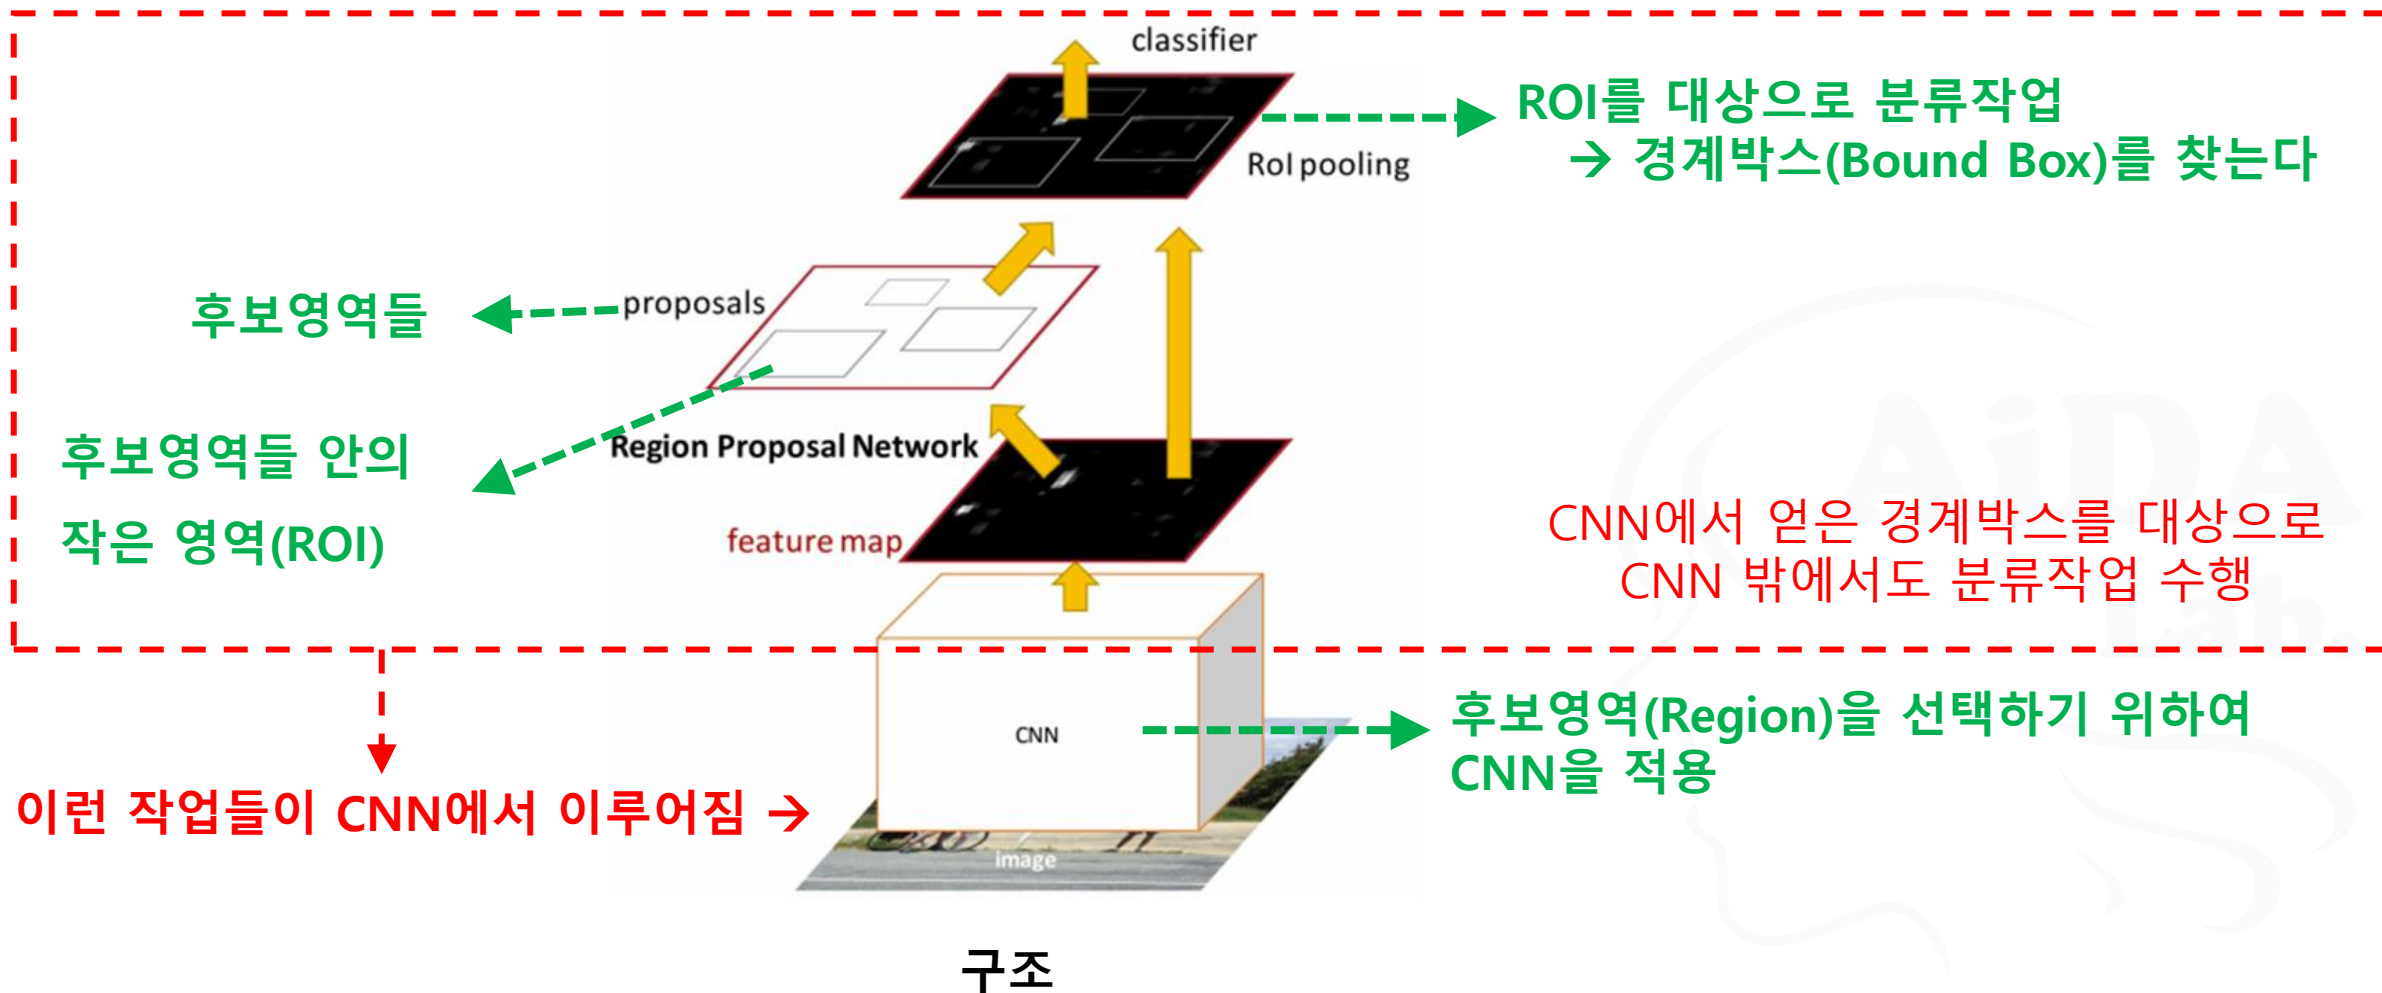 classifier
ROI를 대상으로 분류작업
→ 경계박스(Bound Box)를 찾는다
RoI pooling
후보영역들
proposals
후보영역들 안의
작은 영역(ROI)
Region Proposal Network
feature map
CNN에서 얻은 경계박스를 대상으로
CNN 밖에서도 분류작업 수행
AiDA
Lab.
CNN
후보영역(Region)을 선택하기 위하여
CNN을 적용
이런 작업들이 CNN에서 이루어짐 →
image
구조